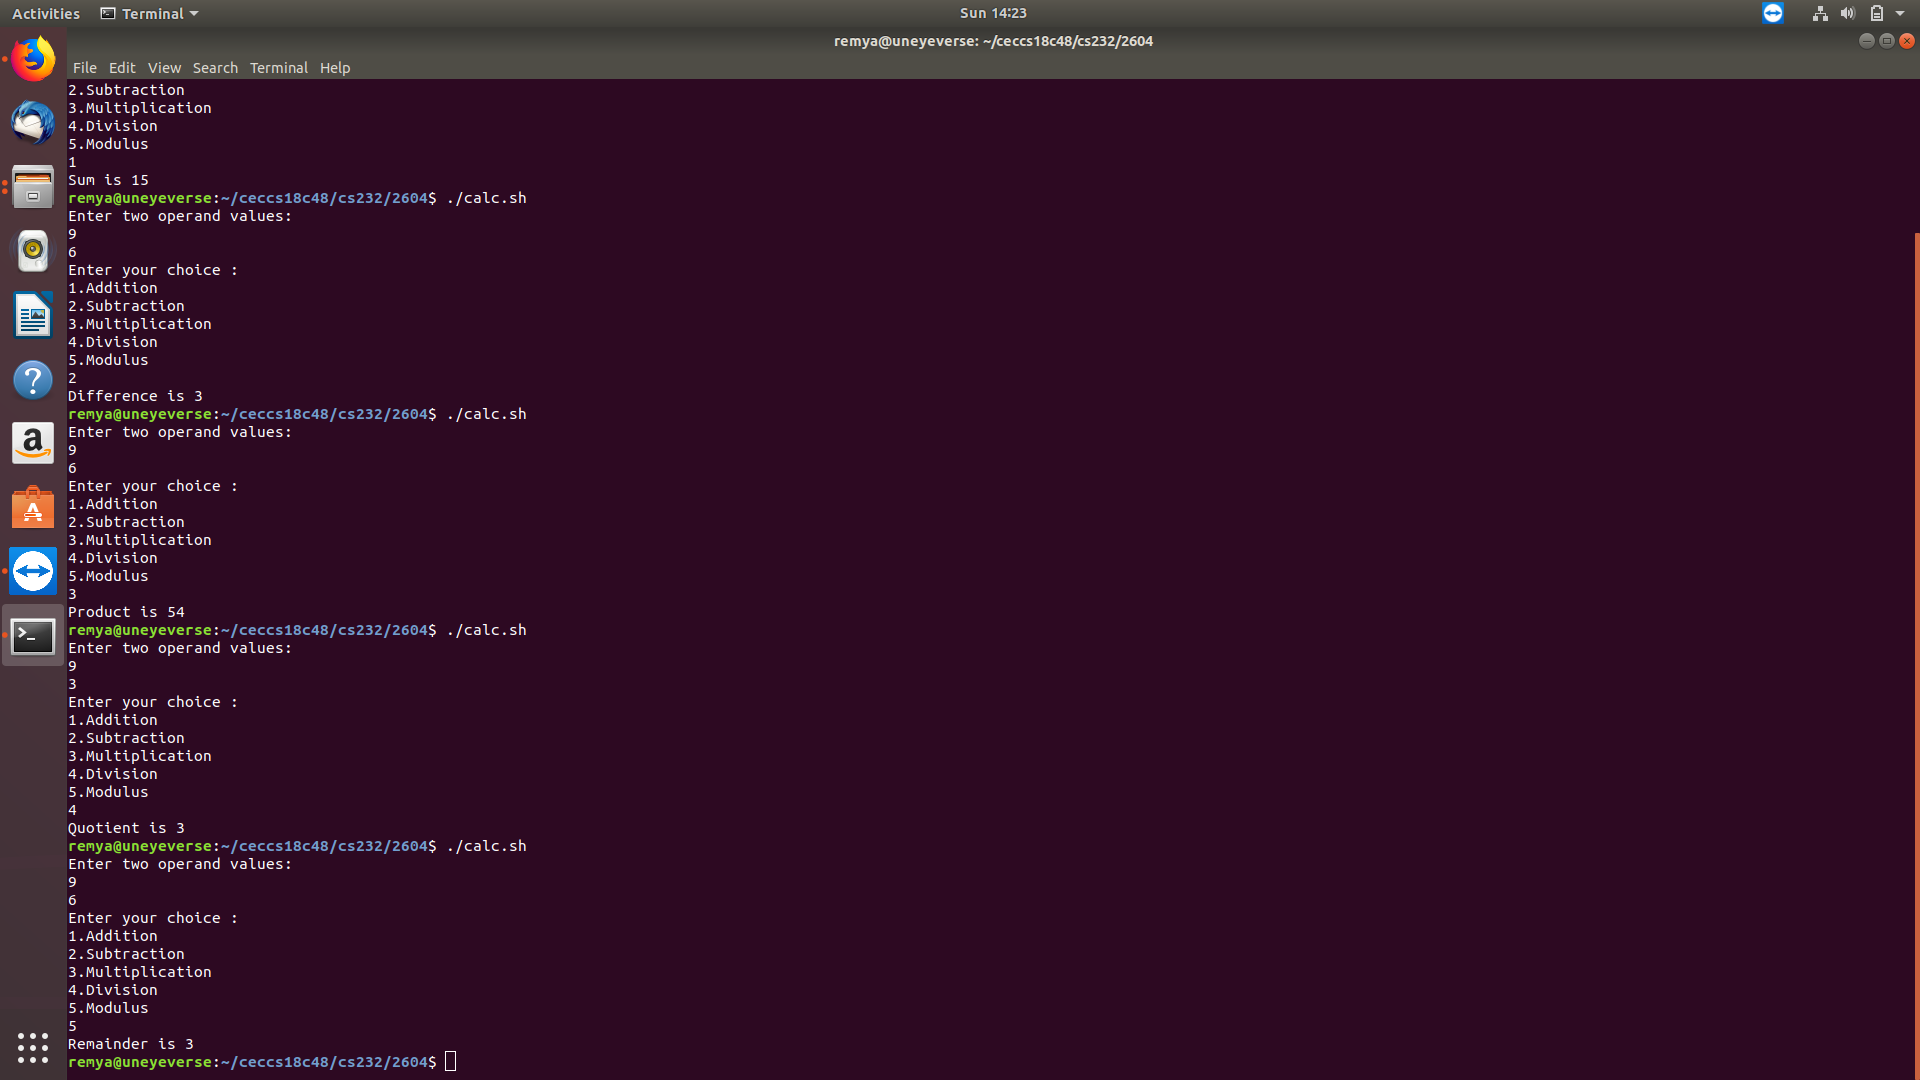 Activities Terminal Sun 14:23
remya@uneyeverse: ~/ceccs18c48/cs232/2604
File Edit View Search Terminal Help
2.Subtraction
3.Multiplication
4.Division
5.Modulus
1
Sum is 15
remya@uneyeverse:~/ceccs18c48/cs232/2604$ ./calc.sh
Enter two operand values:
9
6
Enter your choice :
1.Addition
2.Subtraction
3.Multiplication
4.Division
5.Modulus
2
Difference is 3
remya@uneyeverse:~/ceccs18c48/cs232/2604$ ./calc.sh
Enter two operand values:
9
6
Enter your choice :
1.Addition
2.Subtraction
3.Multiplication
4.Division
5.Modulus
3
Product is 54
remya@uneyeverse:~/ceccs18c48/cs232/2604$ ./calc.sh
Enter two operand values:
9
3
Enter your choice :
1.Addition
2.Subtraction
3.Multiplication
4.Division
5.Modulus
4
Quotient is 3
remya@uneyeverse:~/ceccs18c48/cs232/2604$ ./calc.sh
Enter two operand values:
9
6
Enter your choice :
1.Addition
2.Subtraction
3.Multiplication
4.Division
5.Modulus
5
Remainder is 3
remya@uneyeverse:~/ceccs18c48/cs232/2604$